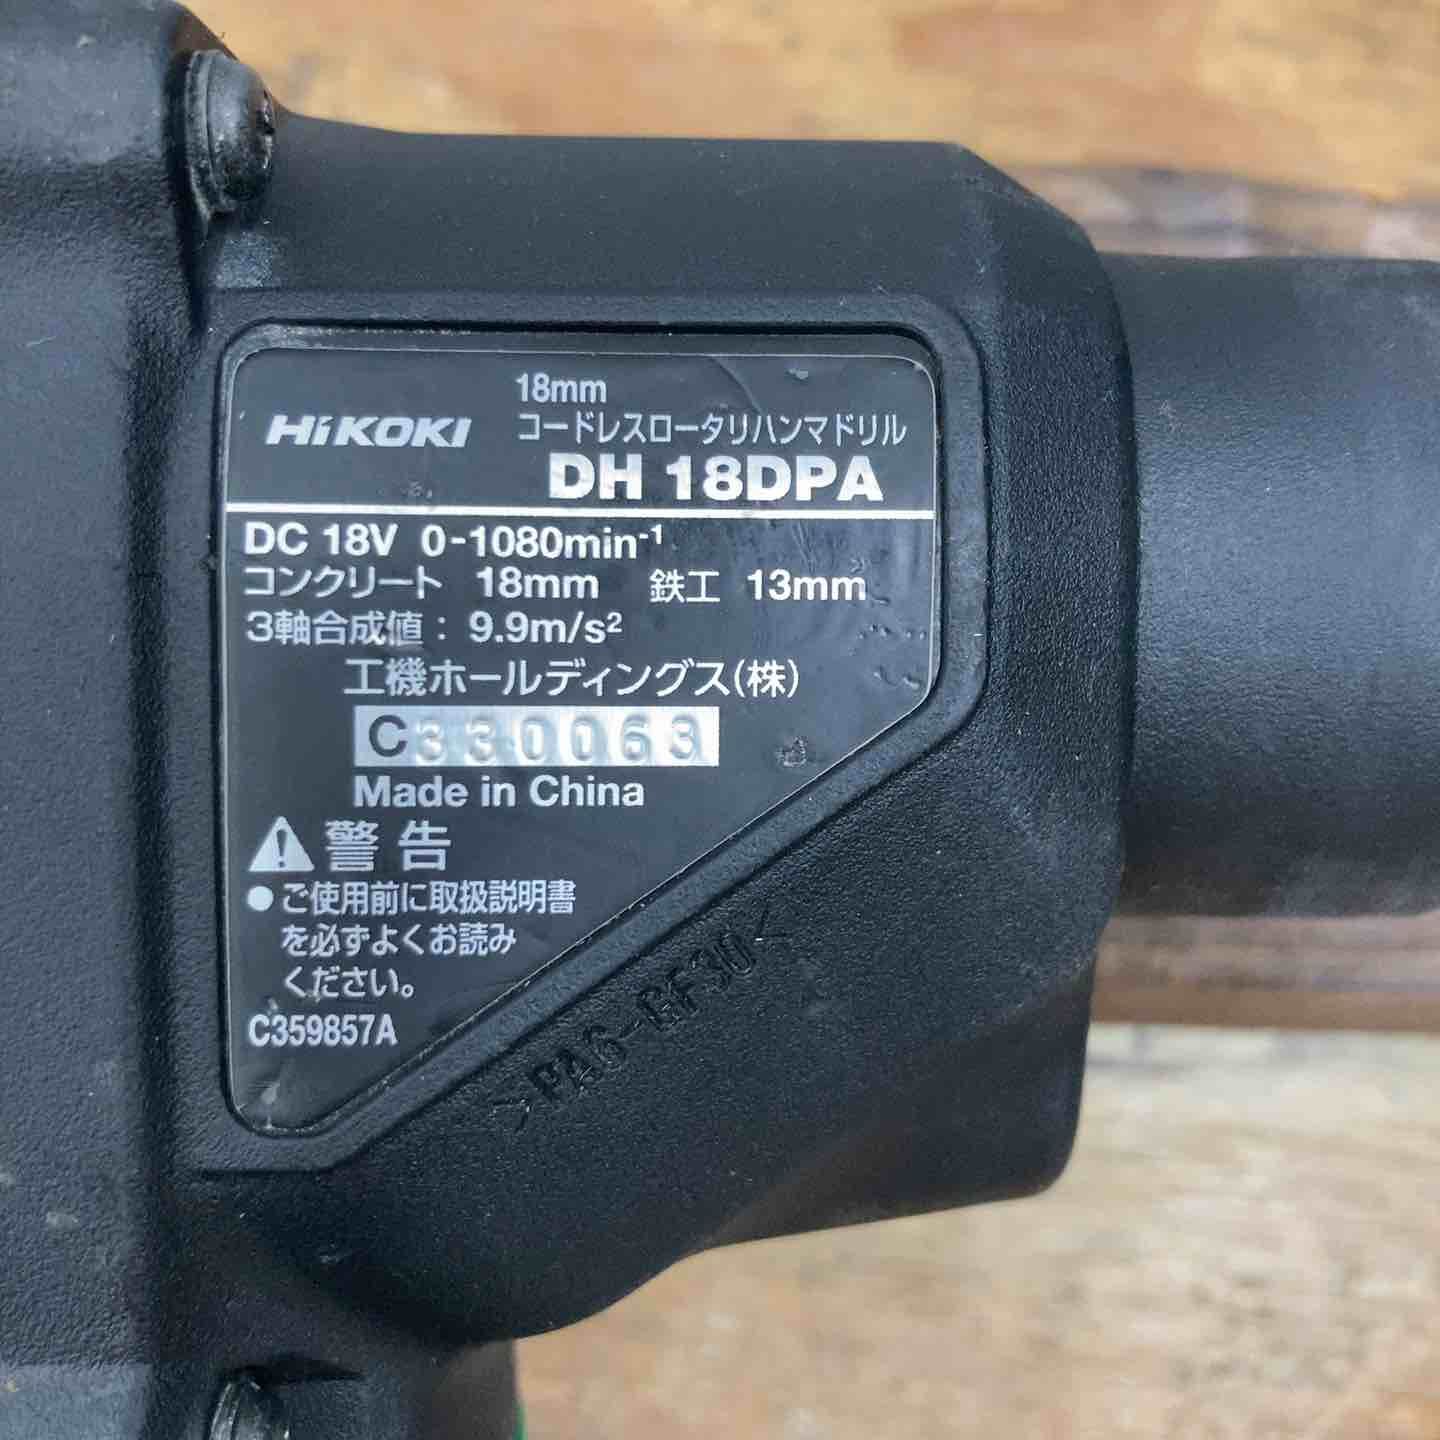 18mm
HiKOKI コードレスロータリハンマドリル
DH 18DPA
DC 18V 0-1080min⁻¹
コンクリート 18mm 鉄工 13mm
3軸合成値：9.9m/s²
工機ホールディングス(株)
C330063
Made in China
警告
●ご使用前に取扱説明書
を必ずよくお読み
ください。
C359857A
>PA6-GF30<